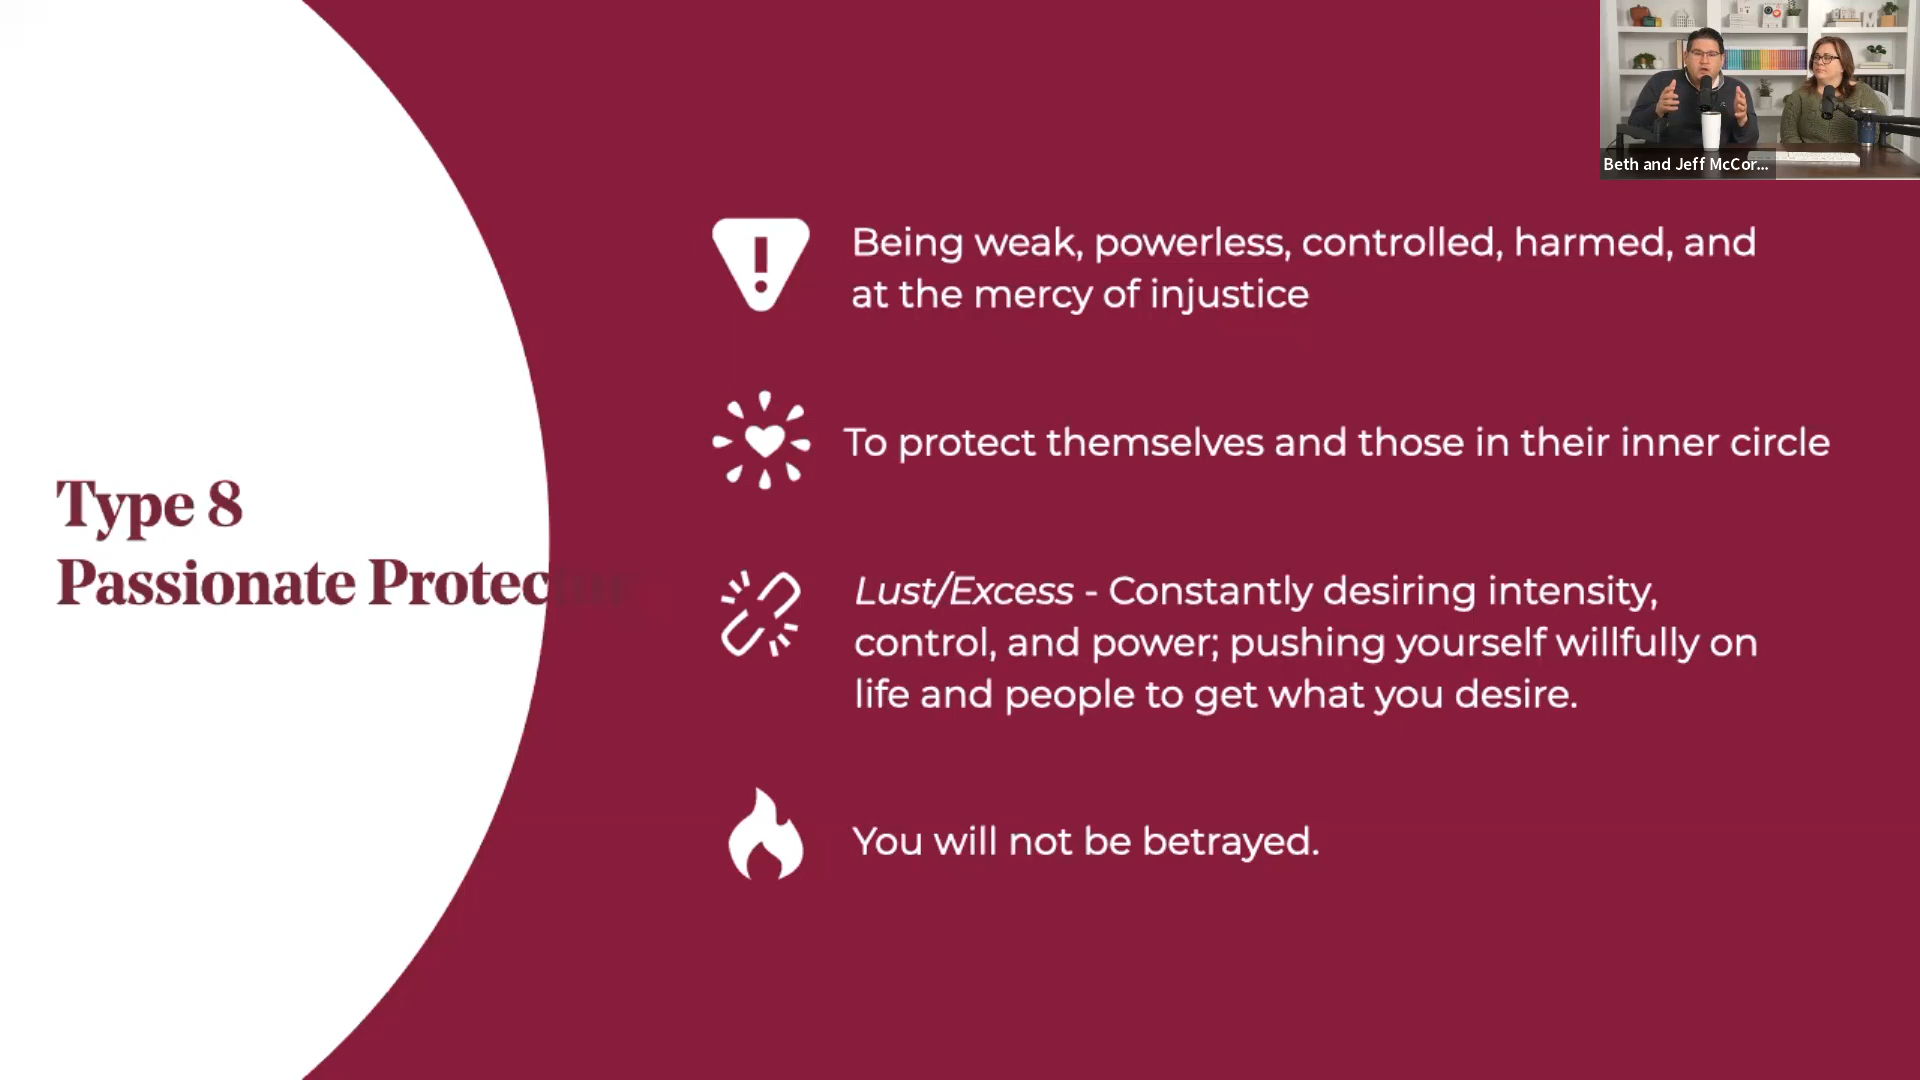 Beth and Jeff McCor...
Being weak, powerless, controlled, harmed, and
at the mercy of injustice
To protect themselves and those in their inner circle
Type 8
Passionate Protector
Lust/Excess - Constantly desiring intensity,
control, and power; pushing yourself willfully on
life and people to get what you desire.
You will not be betrayed.